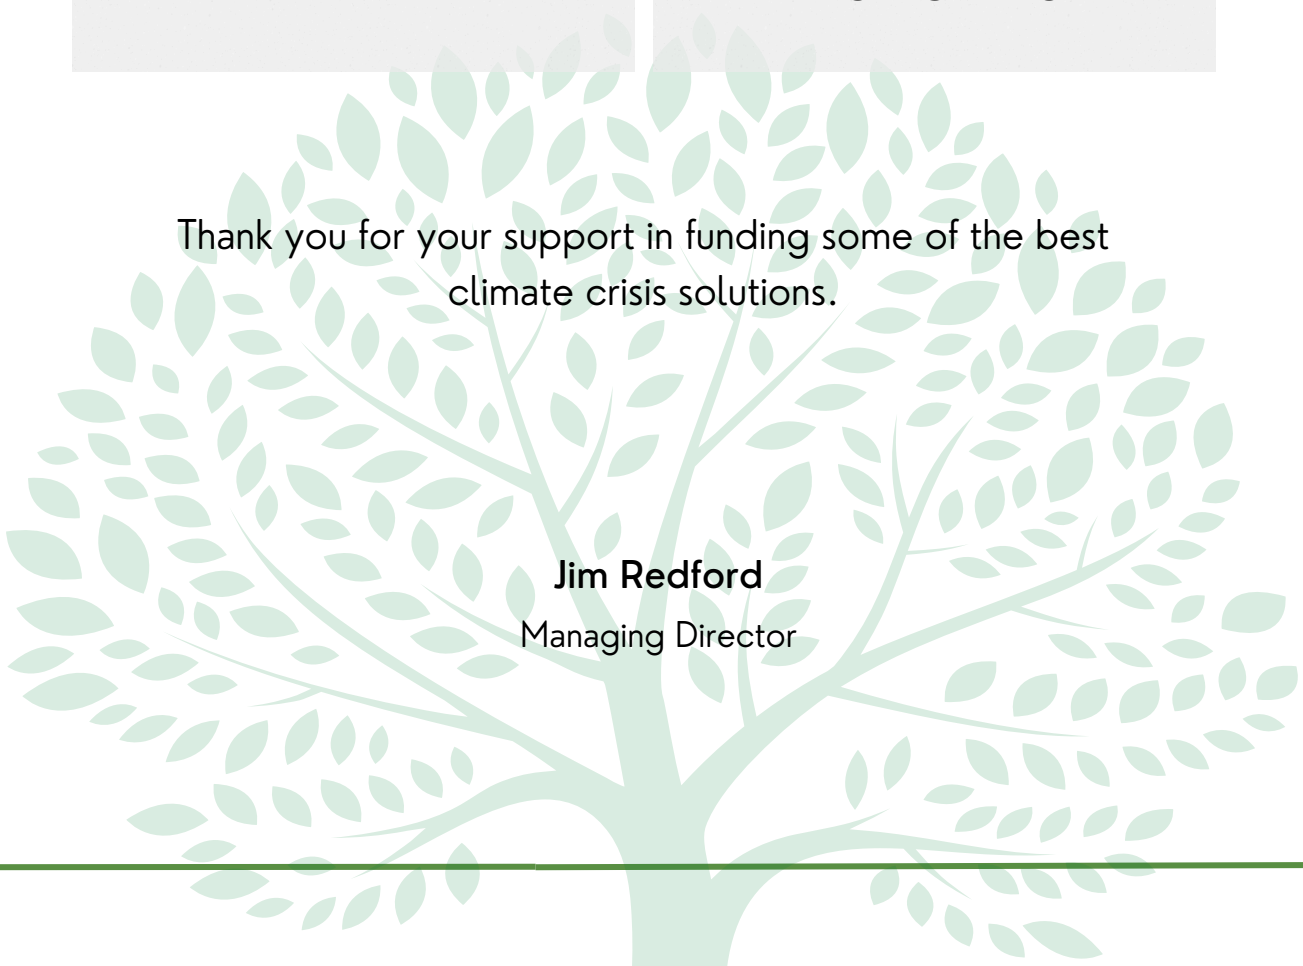 Thank you for your support in funding some of the best
climate crisis solutions.
Jim Redford
Managing Director